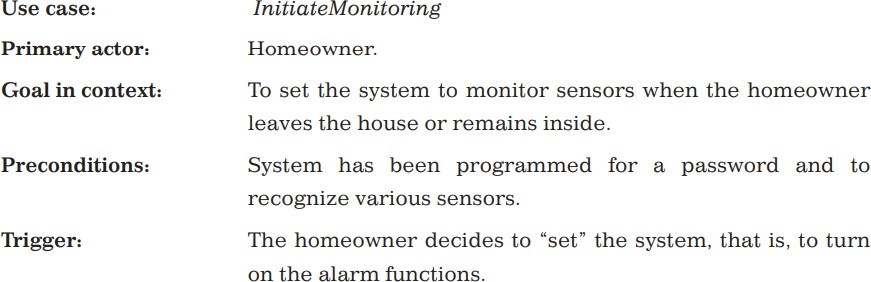 Use case: InitiateMonitoring
Primary actor: Homeowner.
Goal in context: To set the system to monitor sensors when the homeowner
leaves the house or remains inside.
Preconditions: System has been programmed for a password and to
recognize various sensors.
Trigger: The homeowner decides to “set” the system, that is, to turn
on the alarm functions.